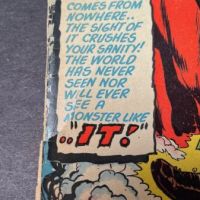 COMES FROM
NOWHERE..
THE SIGHT OF
IT CRUSHES
YOUR SANITY!
THE WORLD
HAS NEVER
SEEN NOR
WILL EVER
SEE A
MONSTER LIKE
.."IT!"